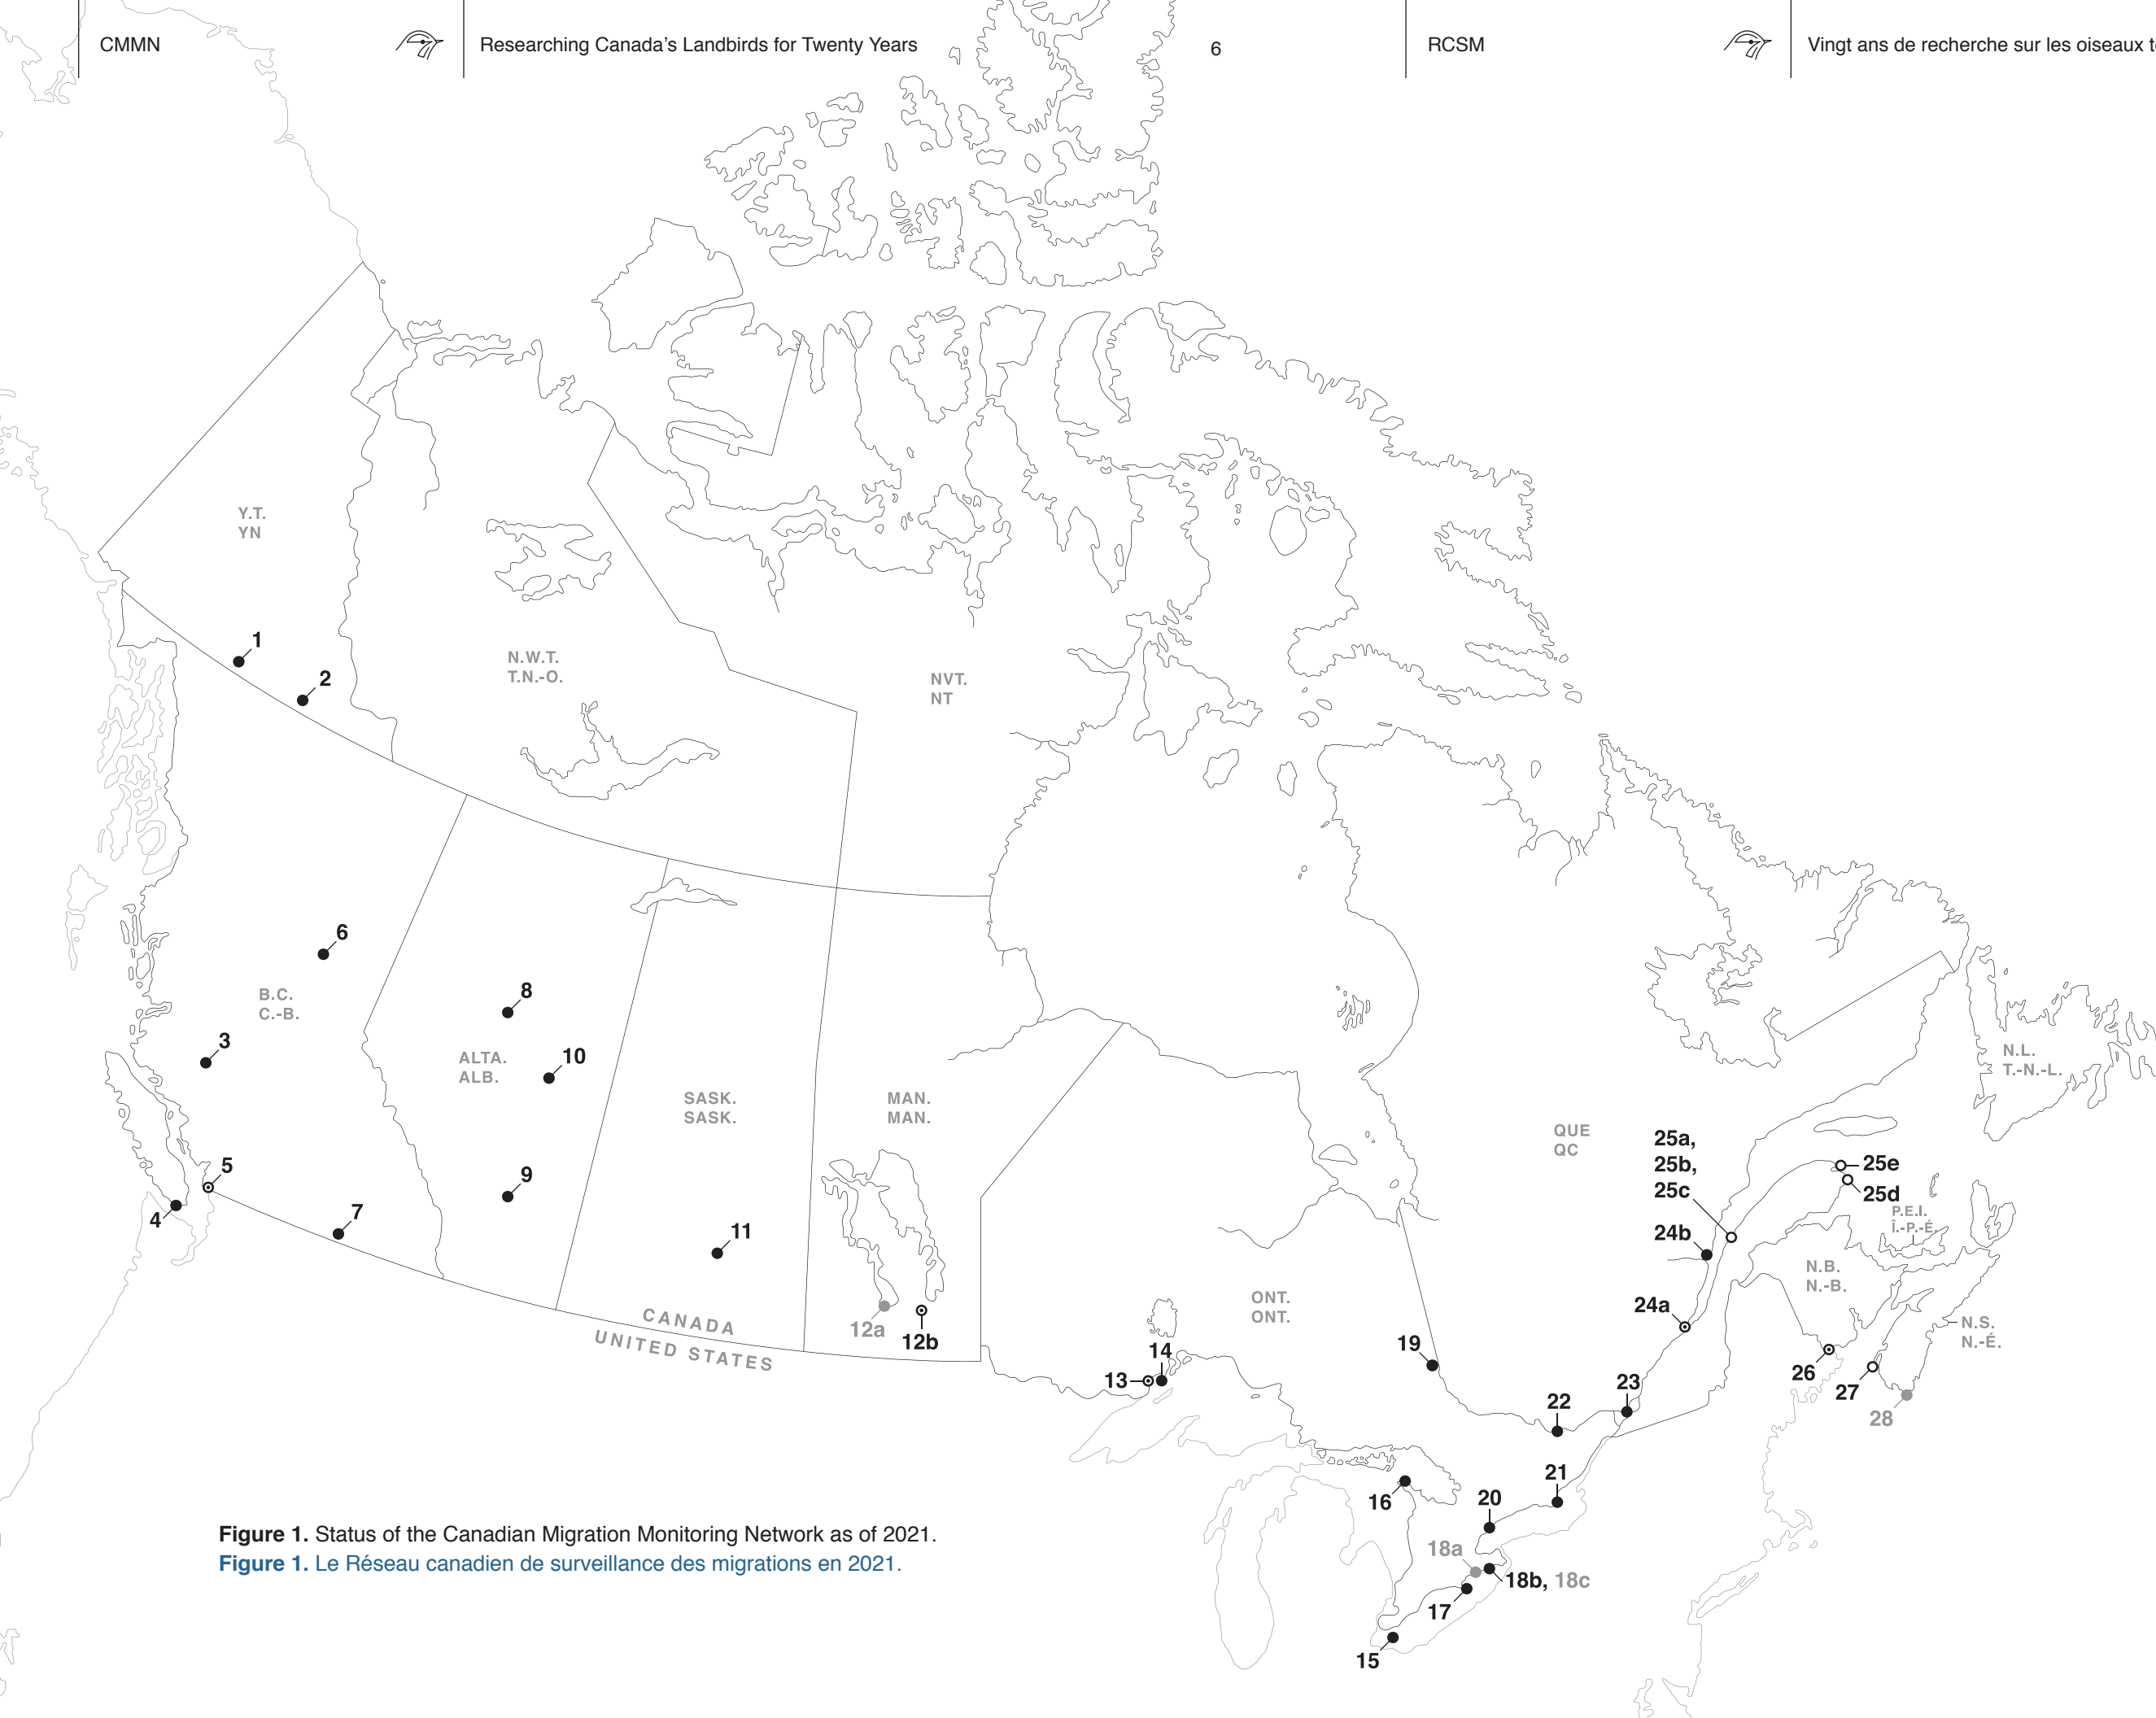 CMMN
Researching Canada's Landbirds for Twenty Years
6
RCSM
Vingt ans de recherche sur les oiseaux
Y.T.
YN
1
2
N.W.T.
T.N.-O.
NVT.
NT
6
B.C.
C.-B.
3
8
ALTA.
ALB.
10
SASK.
SASK.
MAN.
MAN.
N.L.
T.-N.-L.
QUE
QC
25a,
25b,
25c
25e
25d
P.E.I.
Î.-P.-É.
5
4
7
9
11
24b
N.B.
N.-B.
24a
N.S.
N.-É.
ONT.
ONT.
CANADA
UNITED STATES
12a
12b
13
14
19
26
27
28
23
22
21
16
20
18a
18b, 18c
17
15
Figure 1. Status of the Canadian Migration Monitoring Network as of 2021.
Figure 1. Le Réseau canadien de surveillance des migrations en 2021.